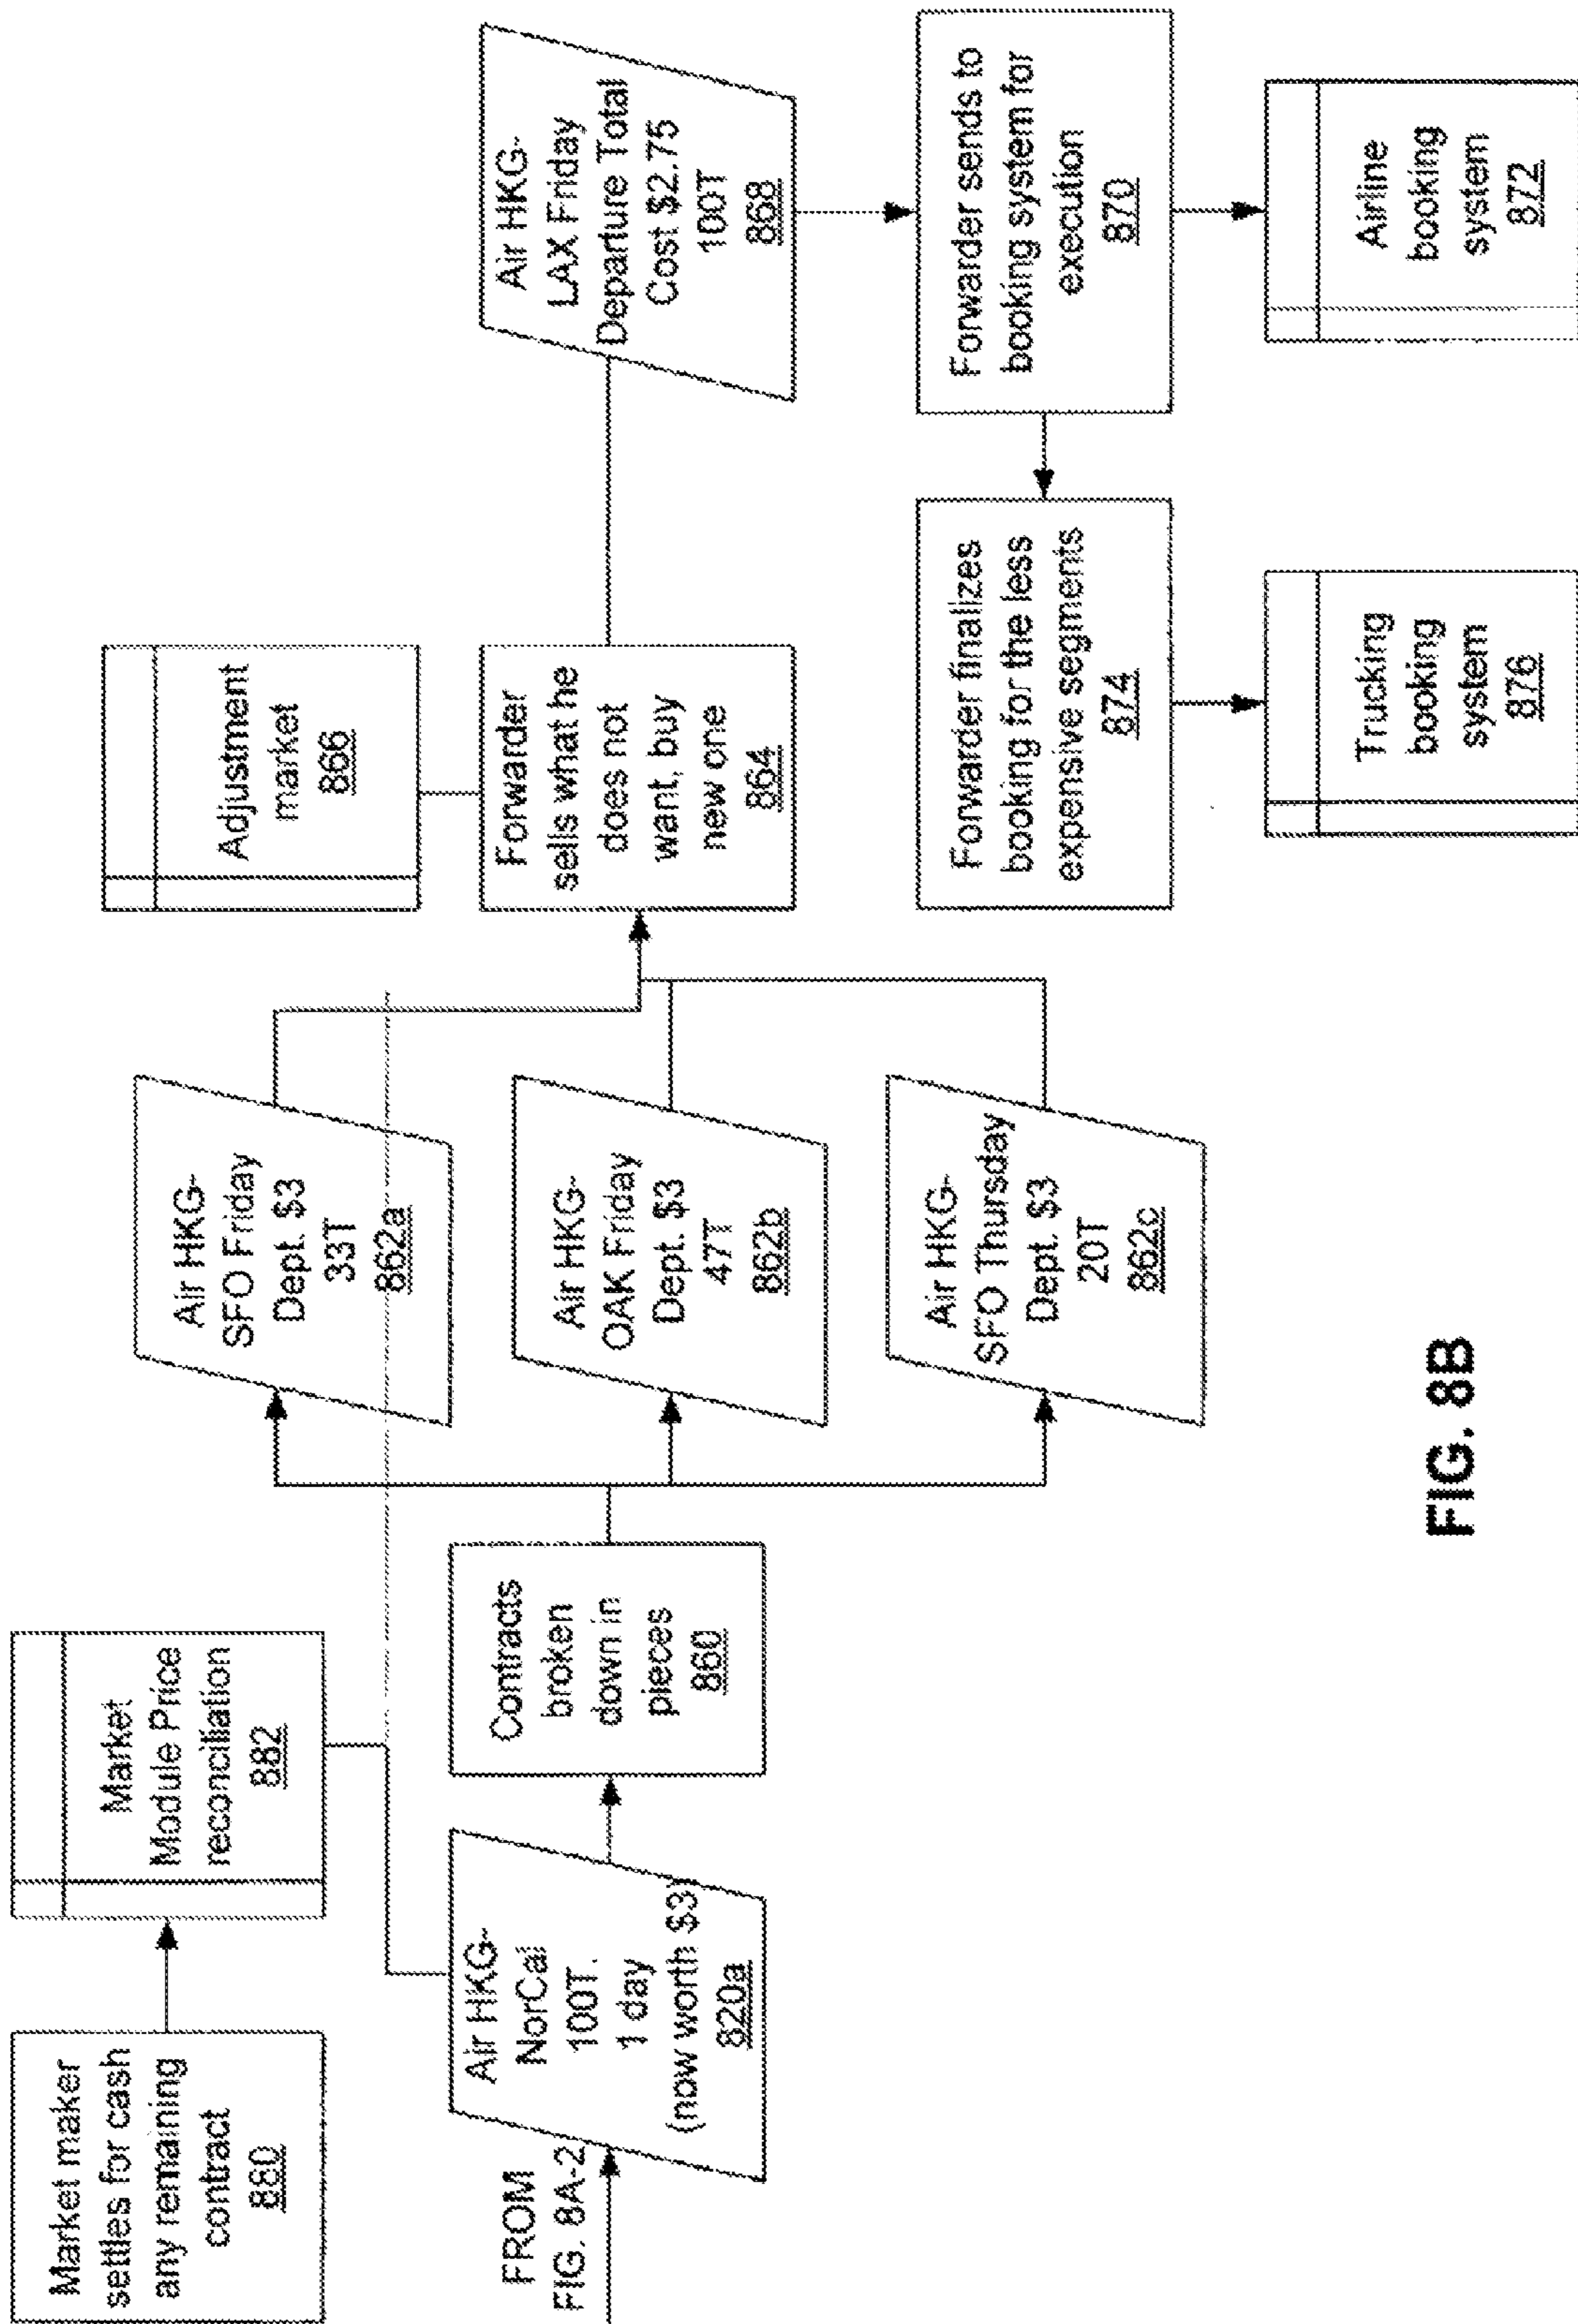 Market maker
settles for cash
any remaining
contract
880
Market
Module Price
reconciliation
882
FROM
FIG. 8A-2
Air HKG-
NorCal
100T.
1 day
(now worth $3)
820a
Contracts
broken
down in
pieces
860
Air HKG-
SFO Friday
Dept. $3
33T
862a
Air HKG-
OAK Friday
Dept. $3
47T
862b
Air HKG-
SFO Thursday
Dept. $3
20T
862c
Adjustment
market
866
Forwarder
sells what he
does not
want, buy
new one
864
Air HKG-
LAX Friday
Departure Total
Cost $2.75
100T
868
Forwarder sends to
booking system for
execution
870
Forwarder finalizes
booking for the less
expensive segments
874
Airline
booking
system
872
Trucking
booking
system
876
FIG. 8B